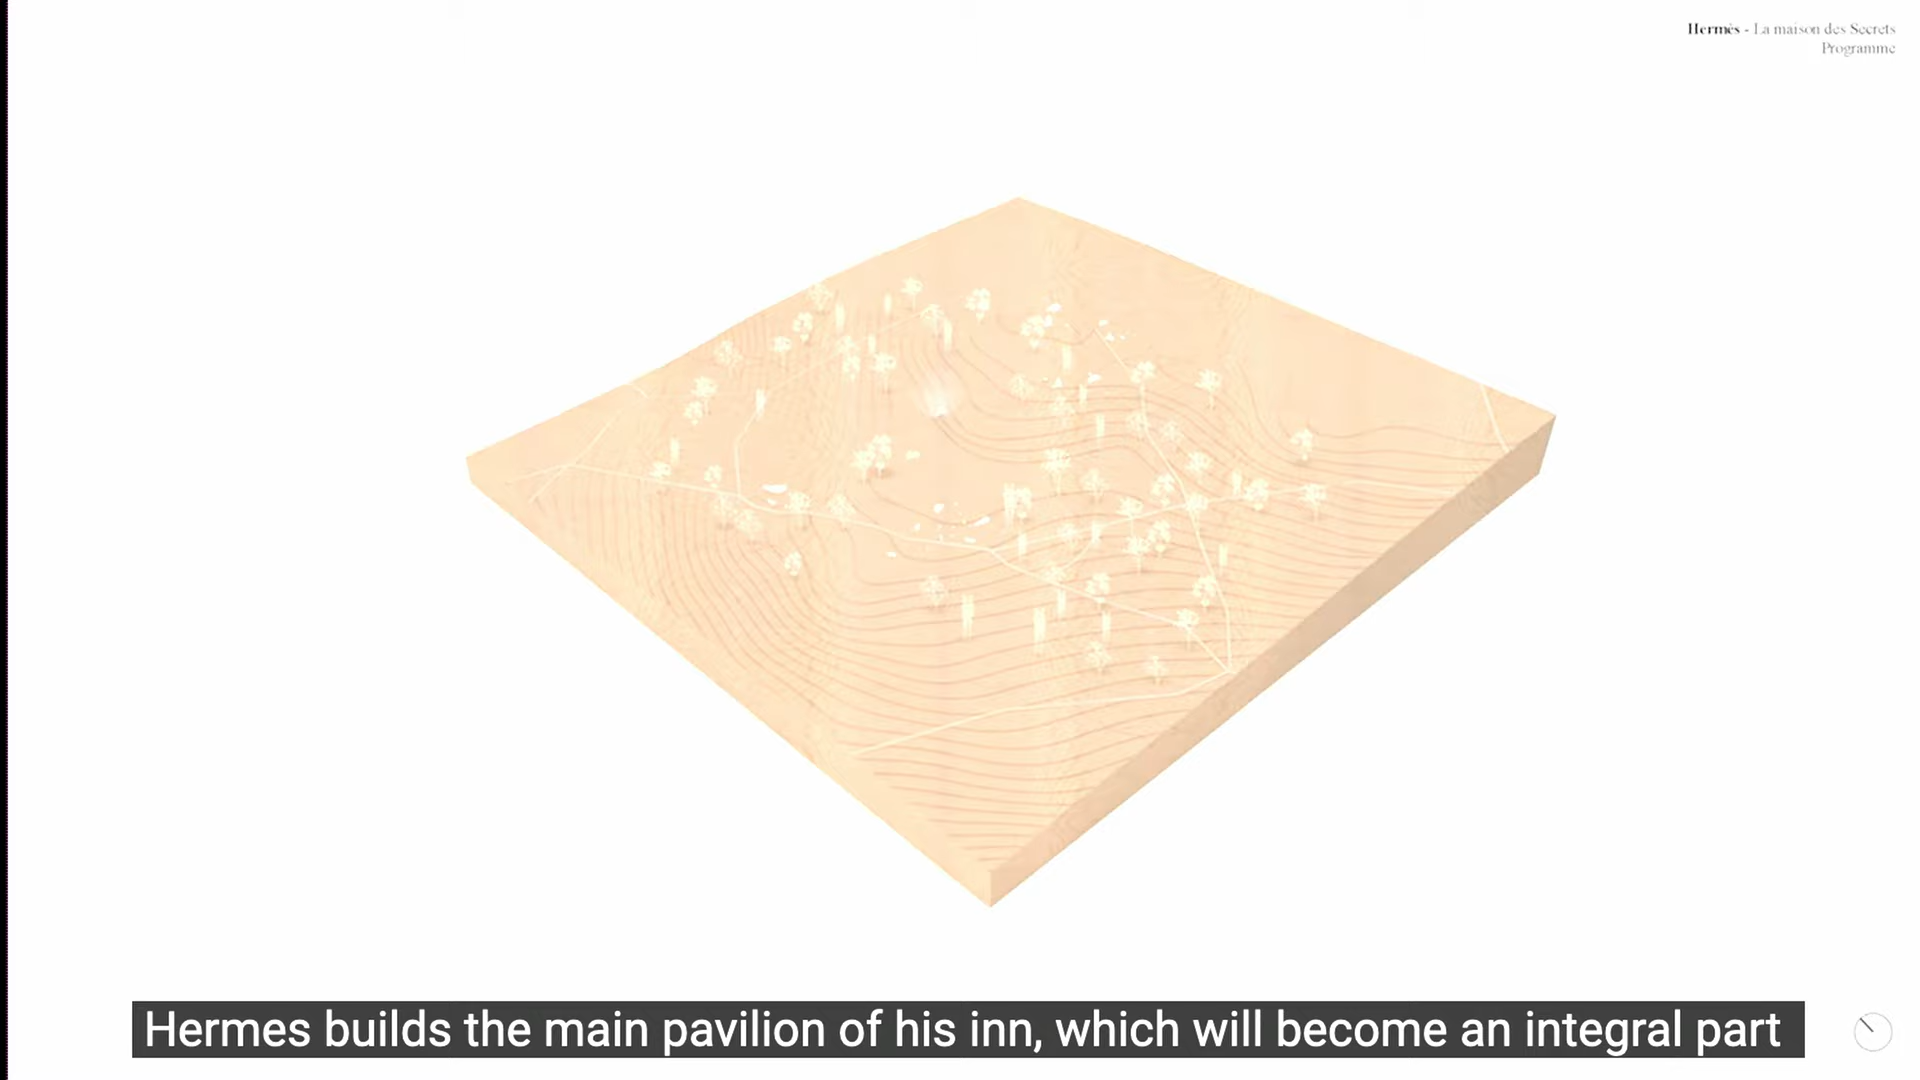 Hermès - La maison des Secrets
Programme
Hermes builds the main pavilion of his inn, which will become an integral part